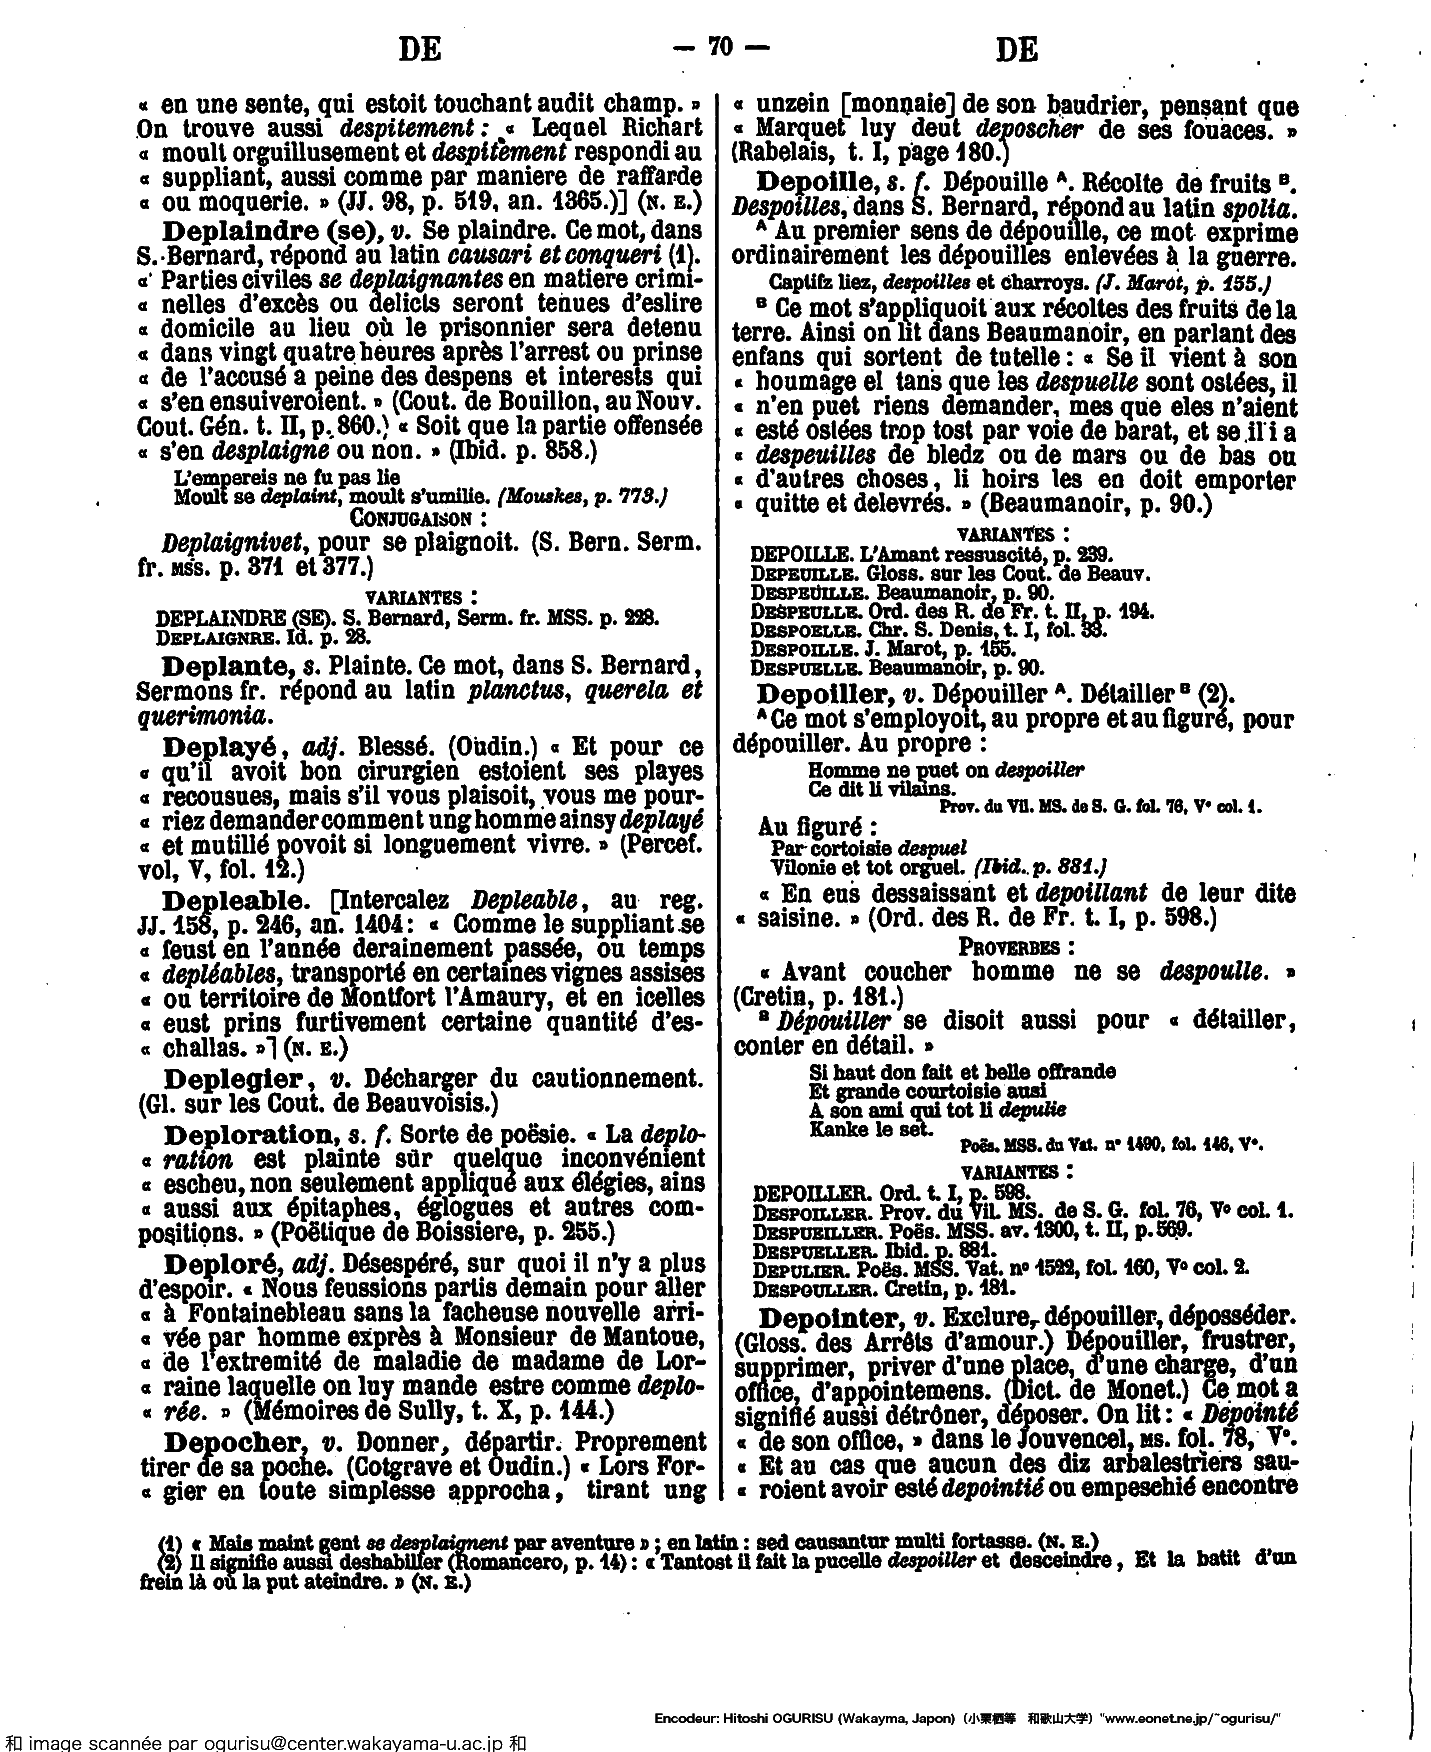 DE — 70 — DE
« en une sente, qui estoit touchant audit champ. »
On trouve aussi despitement : « Lequel Richart
« moult orguillusement et despitement respondi au
« suppliant, aussi comme par maniere de raffarde
« ou moquerie. » (JJ. 98, p. 519, an. 1365.)] (N. E.)
Deplaindre (se), v. Se plaindre. Ce mot, dans
S. Bernard, répond au latin causari et conqueri (1).
« Parties civiles se deplaignantes en matiere crimi-
« nelles d'excès ou delicts seront tenues d'eslire
« domicile au lieu où le prisonnier sera detenu
« dans vingt quatre heures après l'arrest ou prinse
« de l'accusé a peine des despens et interests qui
« s'en ensuiveroient. » (Cout. de Bouillon, au Nouv.
Cout. Gén. t. II, p. 860.) « Soit que la partie offensée
« s'en desplaigne ou non. » (Ibid. p. 858.)
L'empereis ne fu pas lie
Moult se deplaint, moult s'umilie. (Mouskes, p. 773.)
CONJUGAISON :
Deplaignivet, pour se plaignoit. (S. Bern. Serm.
fr. MSS. p. 371 et 377.)
VARIANTES :
DEPLAINDRE (SE). S. Bernard, Serm. fr. MSS. p. 228.
DEPLAIGNRE. Id. p. 28.
Deplante, s. Plainte. Ce mot, dans S. Bernard,
Sermons fr. répond au latin planctus, querela et
querimonia.
Deplayé, adj. Blessé. (Oudin.) « Et pour ce
« qu'il avoit bon cirurgien estoient ses playes
« recousues, mais s'il vous plaisoit, vous me pour-
« riez demander comment ung homme ainsy deplayé
« et mutillé povoit si longuement vivre. » (Percef.
vol, V, fol. 12.)
Depleable. [Intercalez Depleable, au reg.
JJ. 158, p. 246, an. 1404 : « Comme le suppliant se
« feust en l'année derainement passée, ou temps
« depléables, transporté en certaines vignes assises
« ou territoire de Montfort l'Amaury, et en icelles
« eust prins furtivement certaine quantité d'es-
« challas. »] (N. E.)
Deplegier, v. Décharger du cautionnement.
(Gl. sur les Cout. de Beauvoisis.)
Deploration, s. f. Sorte de poësie. « La deplo-
« ration est plainte sur quelque inconvénient
« escheu, non seulement appliqué aux élégies, ains
« aussi aux épitaphes, églogues et autres com-
positions. » (Poëtique de Boissiere, p. 255.)
Deploré, adj. Désespéré, sur quoi il n'y a plus
d'espoir. « Nous feussions partis demain pour aller
« à Fontainebleau sans la facheuse nouvelle arri-
« vée par homme exprès à Monsieur de Mantoue,
« de l'extremité de maladie de madame de Lor-
« raine laquelle on luy mande estre comme deplo-
« rée. » (Mémoires de Sully, t. X, p. 144.)
Depocher, v. Donner, départir. Proprement
tirer de sa poche. (Cotgrave et Oudin.) « Lors For-
« gier en toute simplesse approcha, tirant ung
« unzein [monnaie] de son baudrier, pensant que
« Marquet luy deut deposcher de ses fouaces. »
(Rabelais, t. I, page 180.)
Depoille, s. f. Dépouille A. Récolte de fruits B.
Despoilles, dans S. Bernard, répond au latin spolia.
A Au premier sens de dépouille, ce mot exprime
ordinairement les dépouilles enlevées à la guerre.
Captifz liez, despoilles et charroys. (J. Marot, p. 155.)
B Ce mot s'appliquoit aux récoltes des fruits de la
terre. Ainsi on lit dans Beaumanoir, en parlant des
enfans qui sortent de tutelle : « Se il vient à son
« houmage el tans que les despuelle sont ostées, il
« n'en puet riens demander, mes que eles n'aient
« esté ostées trop tost par voie de barat, et se il i a
« despeuilles de bledz ou de mars ou de bas ou
« d'autres choses, li hoirs les en doit emporter
« quitte et delevrés. » (Beaumanoir, p. 90.)
VARIANTES :
DEPOILLE. L'Amant ressuscité, p. 239.
DEPEUILLE. Gloss. sur les Cout. de Beauv.
DESPEUILLE. Beaumanoir, p. 90.
DESPEULLE. Ord. des R. de Fr. t. II, p. 194.
DESPOELLE. Chr. S. Denis, t. I, fol. 33.
DESPOILLE. J. Marot, p. 155.
DESPUELLE. Beaumanoir, p. 90.
Depoiller, v. Dépouiller A. Détailler B (2).
A Ce mot s'employoit, au propre et au figuré, pour
dépouiller. Au propre :
Homme ne puet on despoiller
Ce dit li vilains.
Prov. du Vil. MS. de S. G. fol. 76, Vº col. 1.
Au figuré :
Par cortoisie despuel
Vilonie et tot orguel. (Ibid. p. 881.)
« En eus dessaissant et depoillant de leur dite
« saisine. » (Ord. des R. de Fr. t. I, p. 598.)
PROVERBES :
« Avant coucher homme ne se despoulle. »
(Cretin, p. 181.)
B Dépouiller se disoit aussi pour « détailler,
conter en détail. »
Si haut don fait et belle offrande
Et grande courtoisie ausi
A son ami qui tot li depulie
Kanke le set.
Poës. MSS. du Vat. nº 1490, fol. 146, Vº.
VARIANTES :
DEPOILLER. Ord. t. I, p. 598.
DESPOILLER. Prov. du Vil. MS. de S. G. fol. 76, Vº col. 1.
DESPUEILLER. Poës. MSS. av. 1300, t. II, p. 569.
DESPUELLER. Ibid. p. 881.
DEPULIER. Poës. MSS. Vat. nº 1522, fol. 160, Vº col. 2.
DESPOULLER. Cretin, p. 181.
Depointer, v. Exclure, dépouiller, déposséder.
(Gloss. des Arrêts d'amour.) Dépouiller, frustrer,
supprimer, priver d'une place, d'une charge, d'un
office, d'appointemens. (Dict. de Monet.) Ce mot a
signifié aussi détrôner, déposer. On lit : « Depointé
« de son office, » dans le Jouvencel, MS. fol. 78, Vº.
« Et au cas que aucun des diz arbalestriers sau-
« roient avoir esté depointié ou empeschié encontre
(1) « Mais maint gent se desplaignent par aventure » ; en latin : sed causantur multi fortasse. (N. E.)
(2) Il signifie aussi deshabiller (Romancero, p. 14) : « Tantost il fait la pucelle despoiller et desceindre, Et la batit d'un
frein là où la put ateindre. » (N. E.)
Encodeur: Hitoshi OGURISU (Wakayma, Japon) (小栗栖等 和歌山大学) "www.eonet.ne.jp/~ogurisu/"
和 image scannée par ogurisu@center.wakayama-u.ac.jp 和